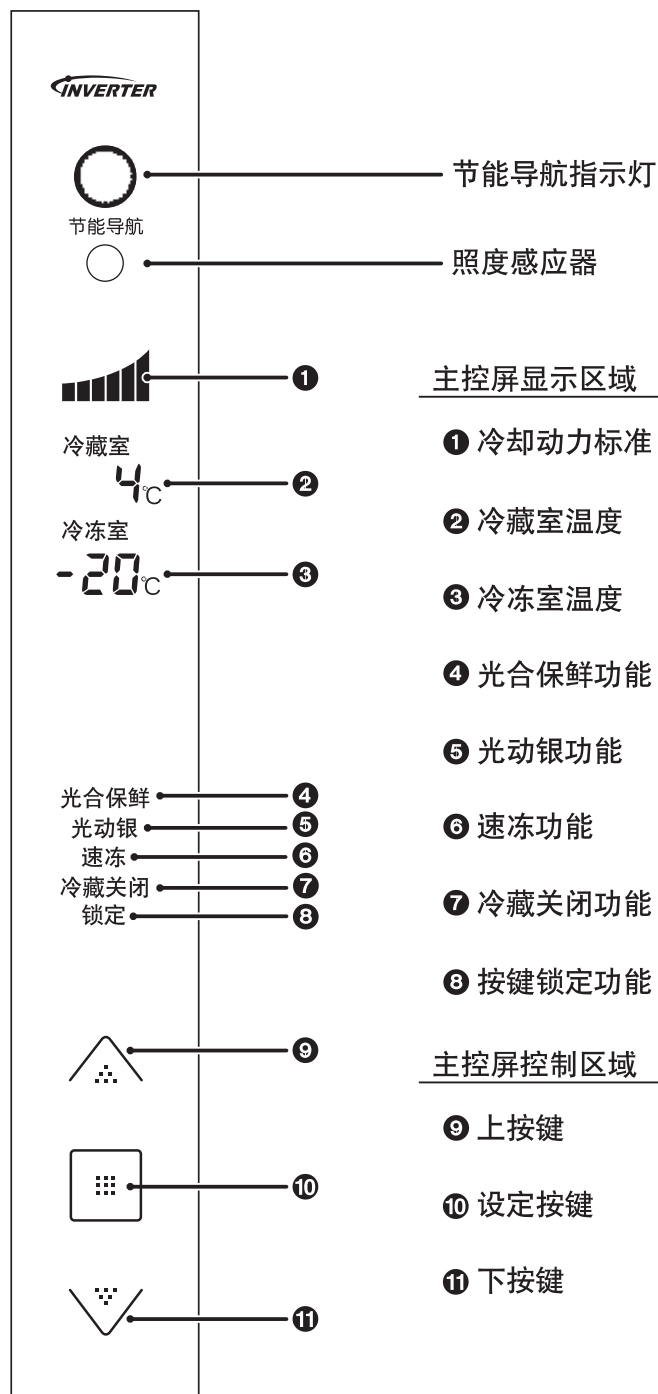 INVERTER
节能导航指示灯
节能导航
照度感应器
❶
冷藏室
4℃
❷
冷冻室
-20℃
❸
光合保鲜
❹
光动银
❺
速冻
❻
冷藏关闭
❼
锁定
❽
❾
❿
⓫
主控屏显示区域
❶ 冷却动力标准
❷ 冷藏室温度
❸ 冷冻室温度
❹ 光合保鲜功能
❺ 光动银功能
❻ 速冻功能
❼ 冷藏关闭功能
❽ 按键锁定功能
主控屏控制区域
❾ 上按键
❿ 设定按键
⓫ 下按键